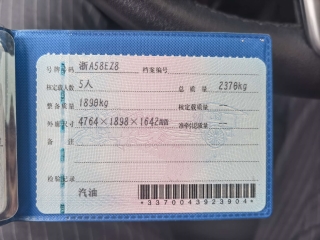 号牌号码 浙A58EZ8 档案编号
核定载人数 5人 总质量 2376kg
整备质量 1890kg 核定载质量 —
外廓尺寸 4764×1898×1642mm 准牵引总质量 —
备注
检验记录
汽油
*3370043923904*